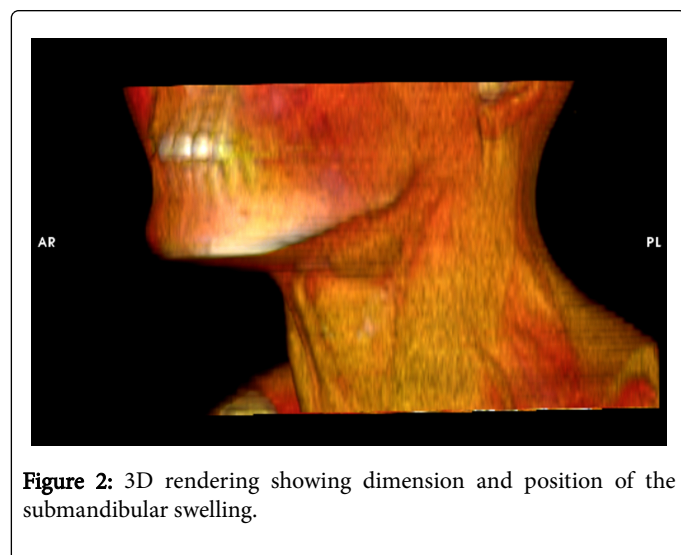 AR
PL
Figure 2: 3D rendering showing dimension and position of the
submandibular swelling.